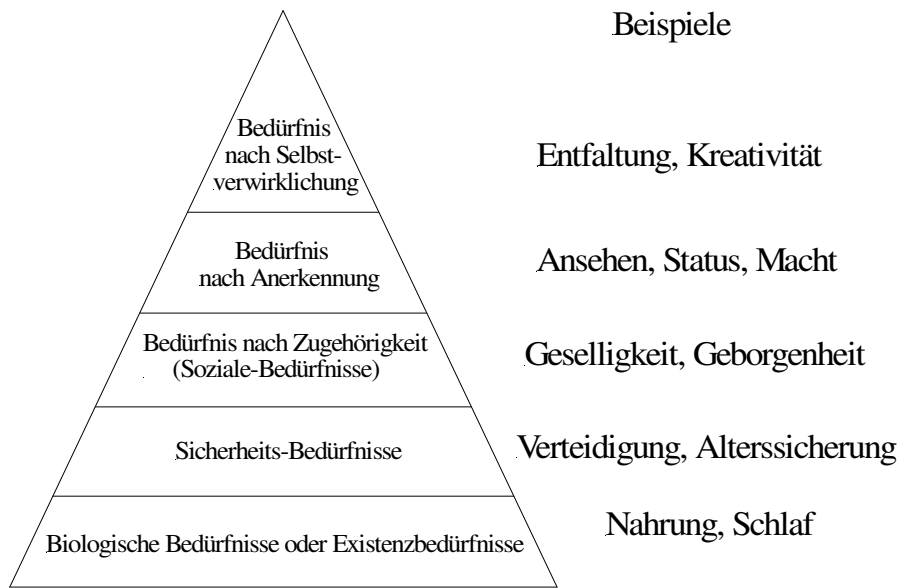 Beispiele
Bedürfnis
nach Selbst-
verwirklichung
Entfaltung, Kreativität
Bedürfnis
nach Anerkennung
Ansehen, Status, Macht
Bedürfnis nach Zugehörigkeit
(Soziale-Bedürfnisse)
Geselligkeit, Geborgenheit
Sicherheits-Bedürfnisse
Verteidigung, Alterssicherung
Biologische Bedürfnisse oder Existenzbedürfnisse
Nahrung, Schlaf